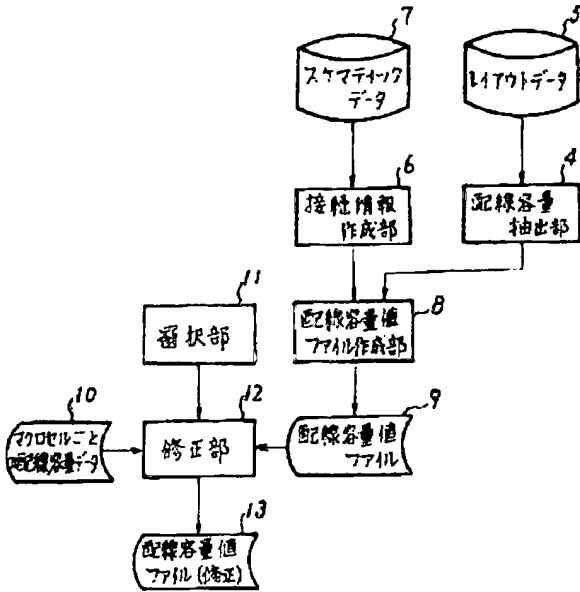 7
スケマティック
データ
5
レイアウトデータ
6
接続情報
作成部
4
配線容量
抽出部
11
選択部
配線容量値
ファイル作成部
8
10
マクロセルごと
配線容量データ
12
修正部
9
配線容量値
ファイル
13
配線容量値
ファイル(修正)